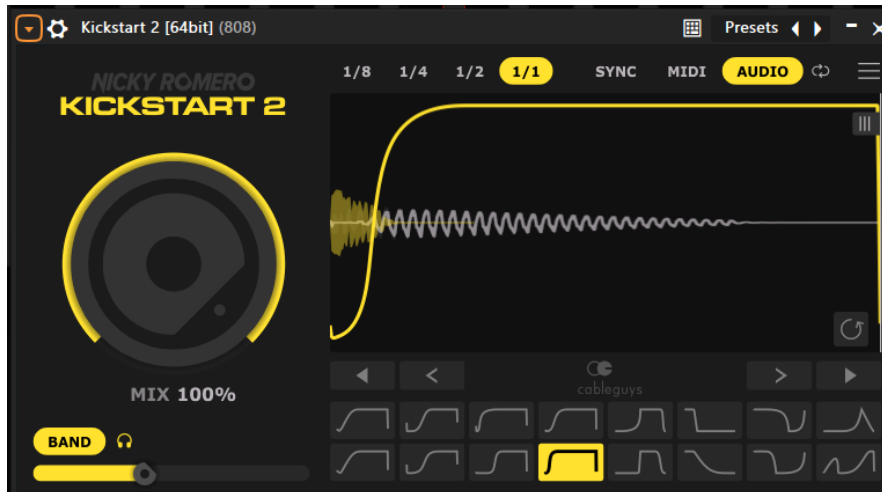 Kickstart 2 [64bit] (808) Presets
1/8 1/4 1/2 1/1 SYNC MIDI AUDIO
NICKY ROMERO
KICKSTART 2
MIX 100%
cableguys
BAND